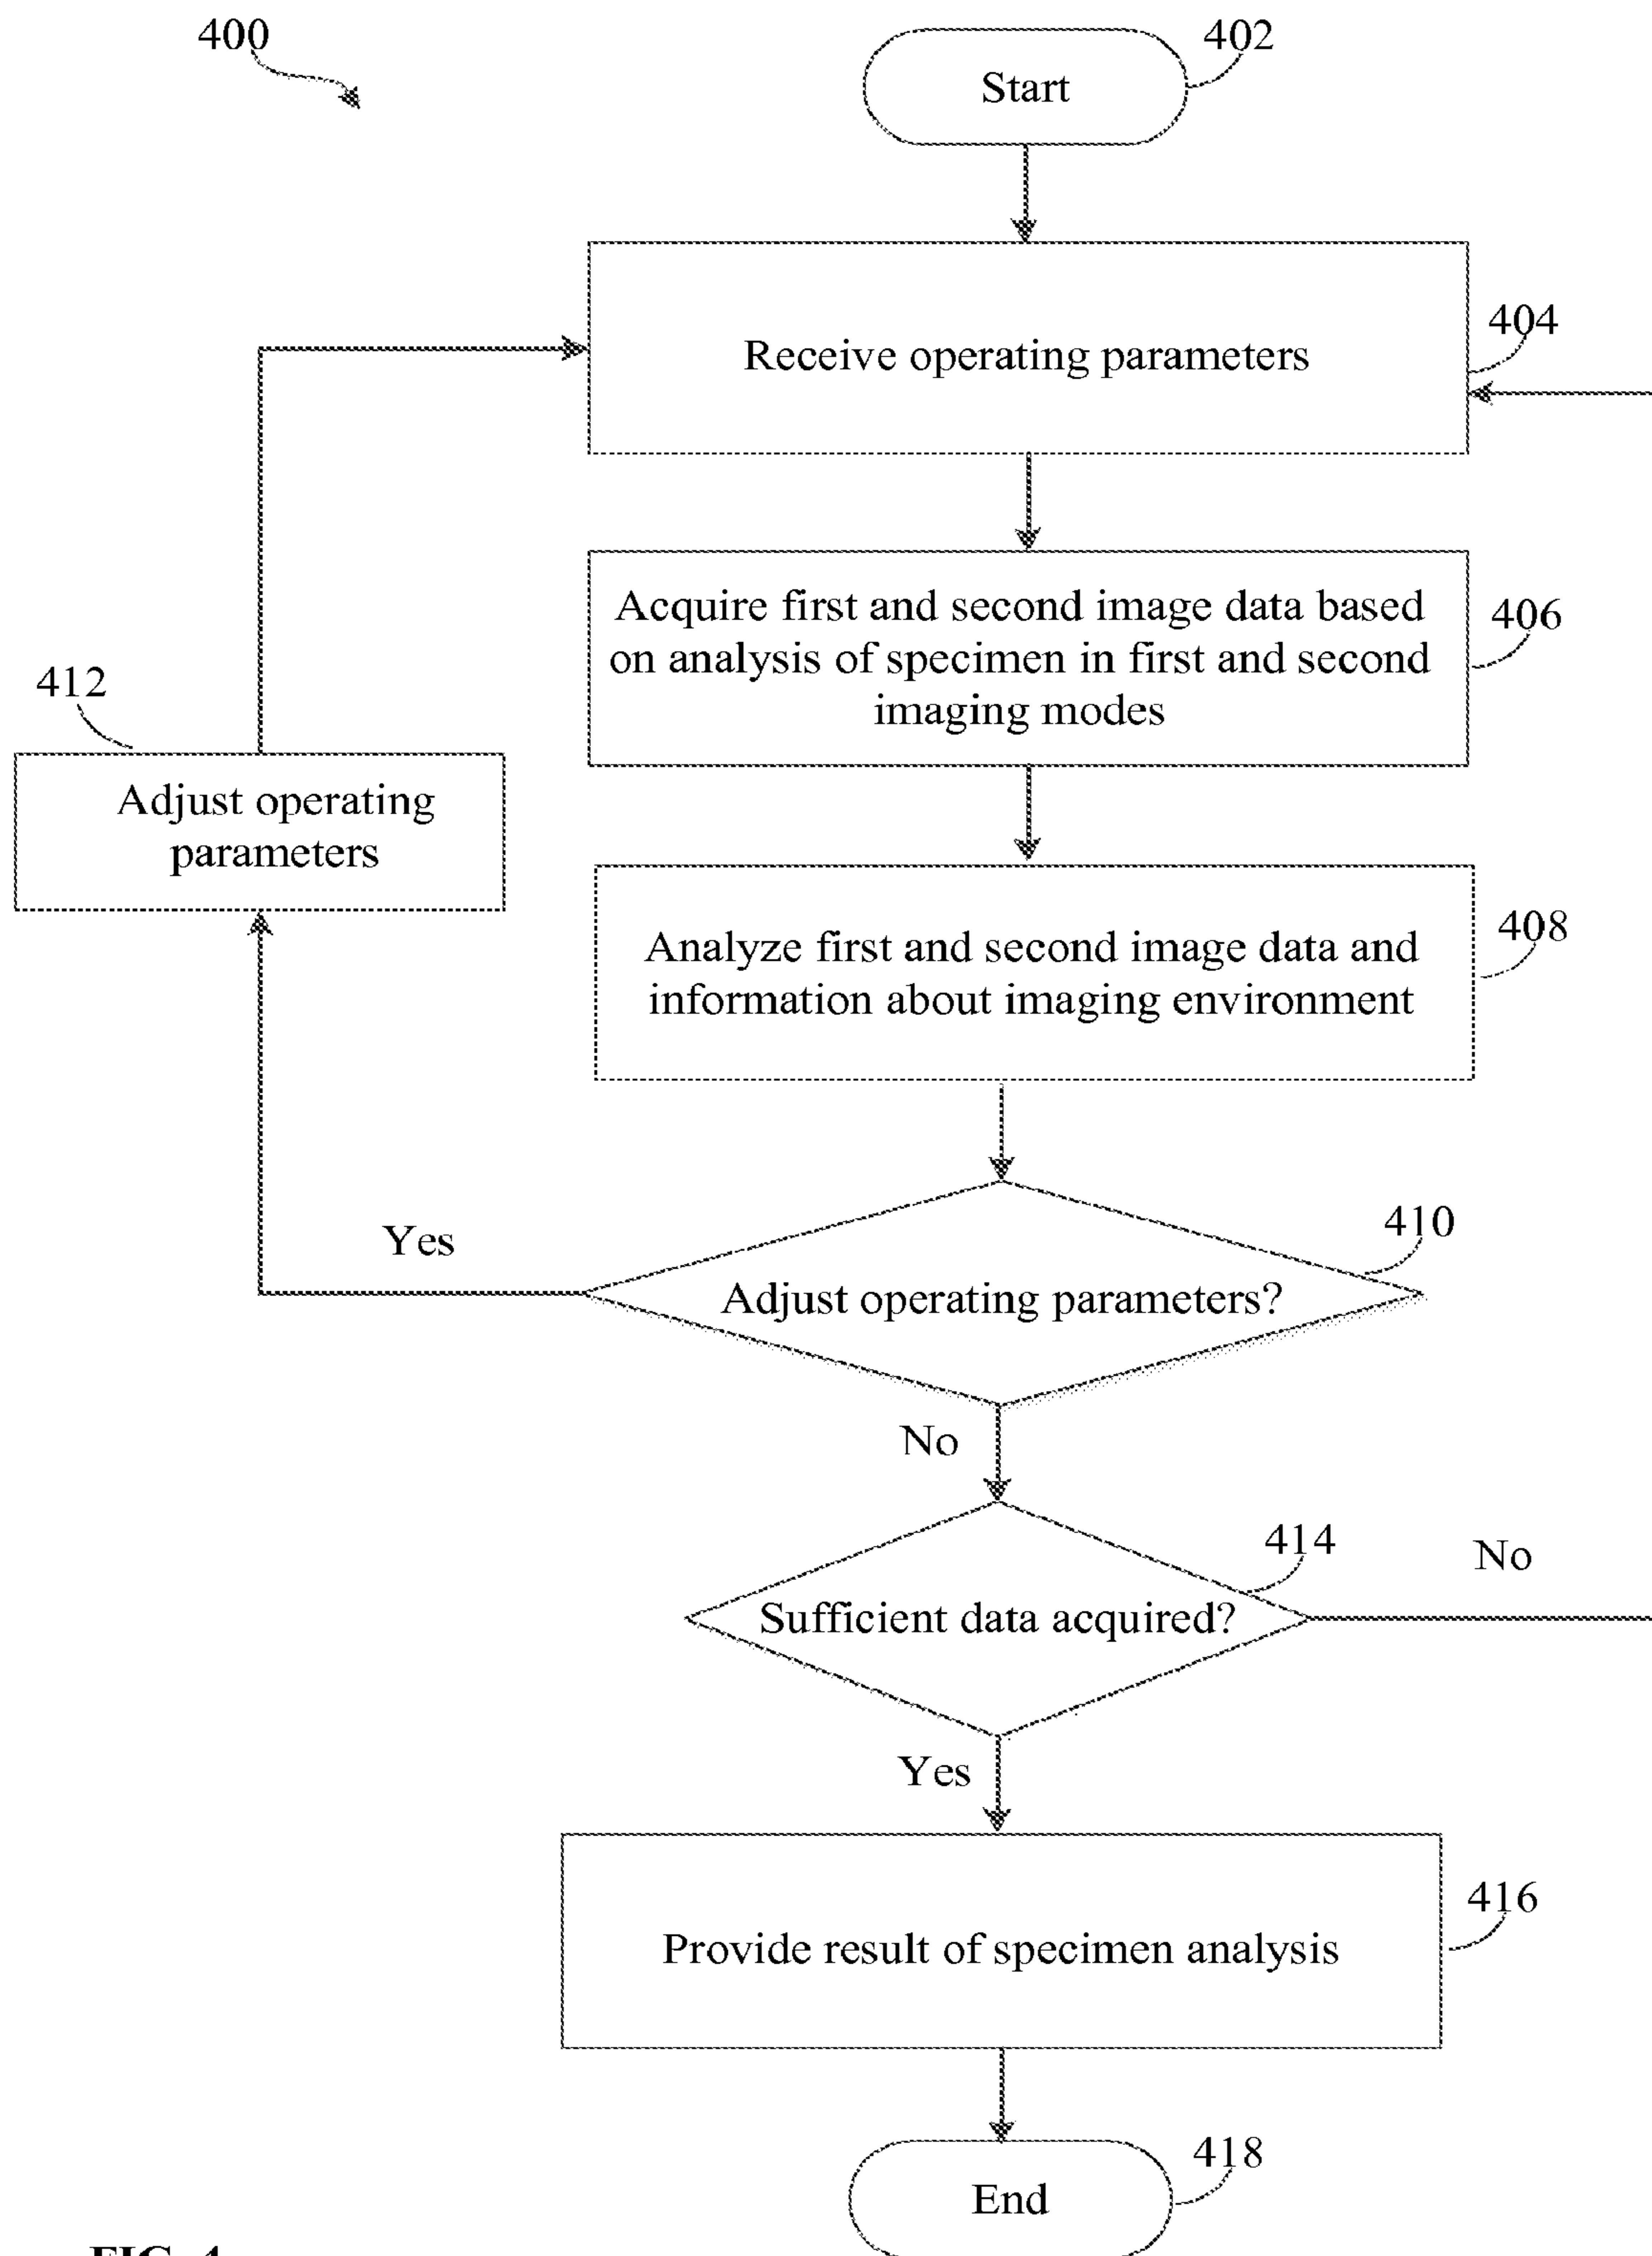 400
402
Start
404
Receive operating parameters
406
Acquire first and second image data based
on analysis of specimen in first and second
imaging modes
412
Adjust operating
parameters
408
Analyze first and second image data and
information about imaging environment
410
Yes
Adjust operating parameters?
No
414
No
Sufficient data acquired?
Yes
416
Provide result of specimen analysis
418
End
FIG. 4